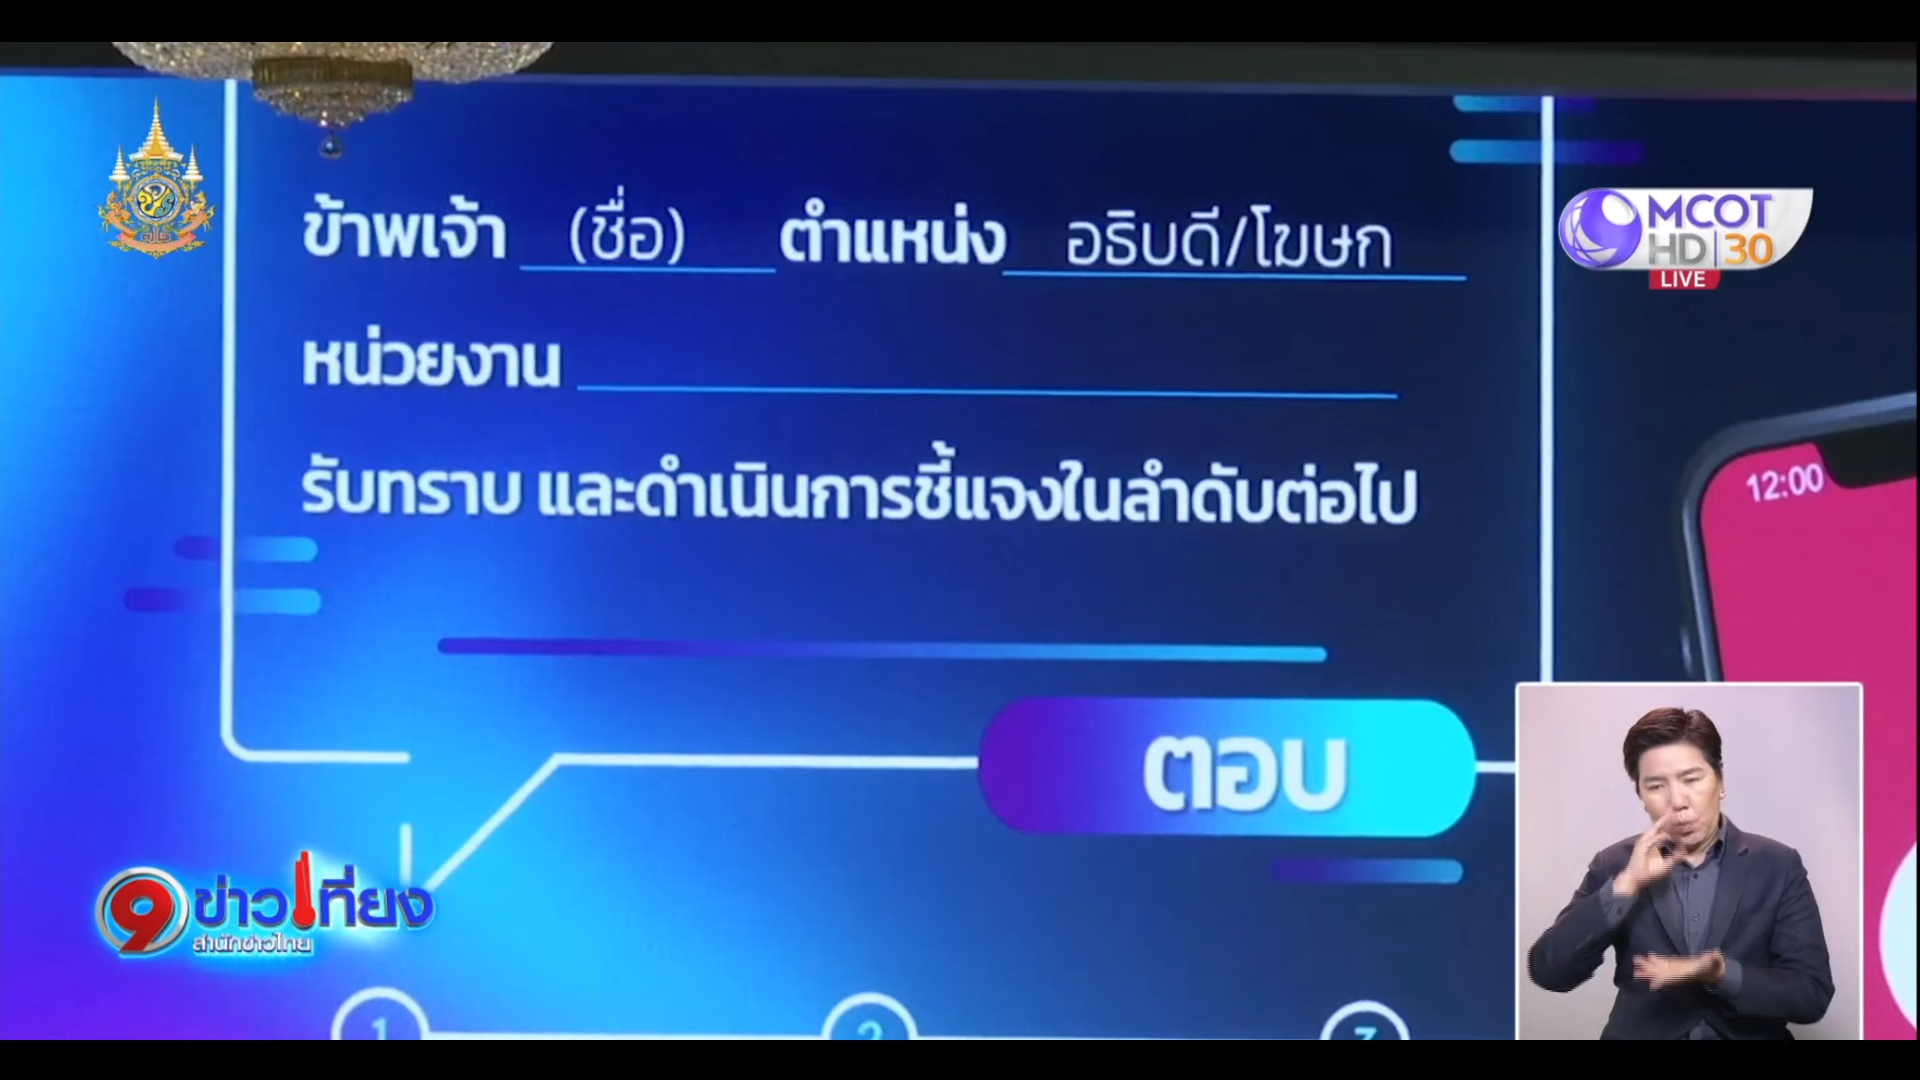 MCOT
HD 30
LIVE
ข้าพเจ้า (ชื่อ) ตำแหน่ง อธิบดี/โฆษก
หน่วยงาน
รับทราบ และดำเนินการชี้แจงในลำดับต่อไป
12:00
ตอบ
9 ข่าวเที่ยง
สำนักข่าวไทย
1 2 3